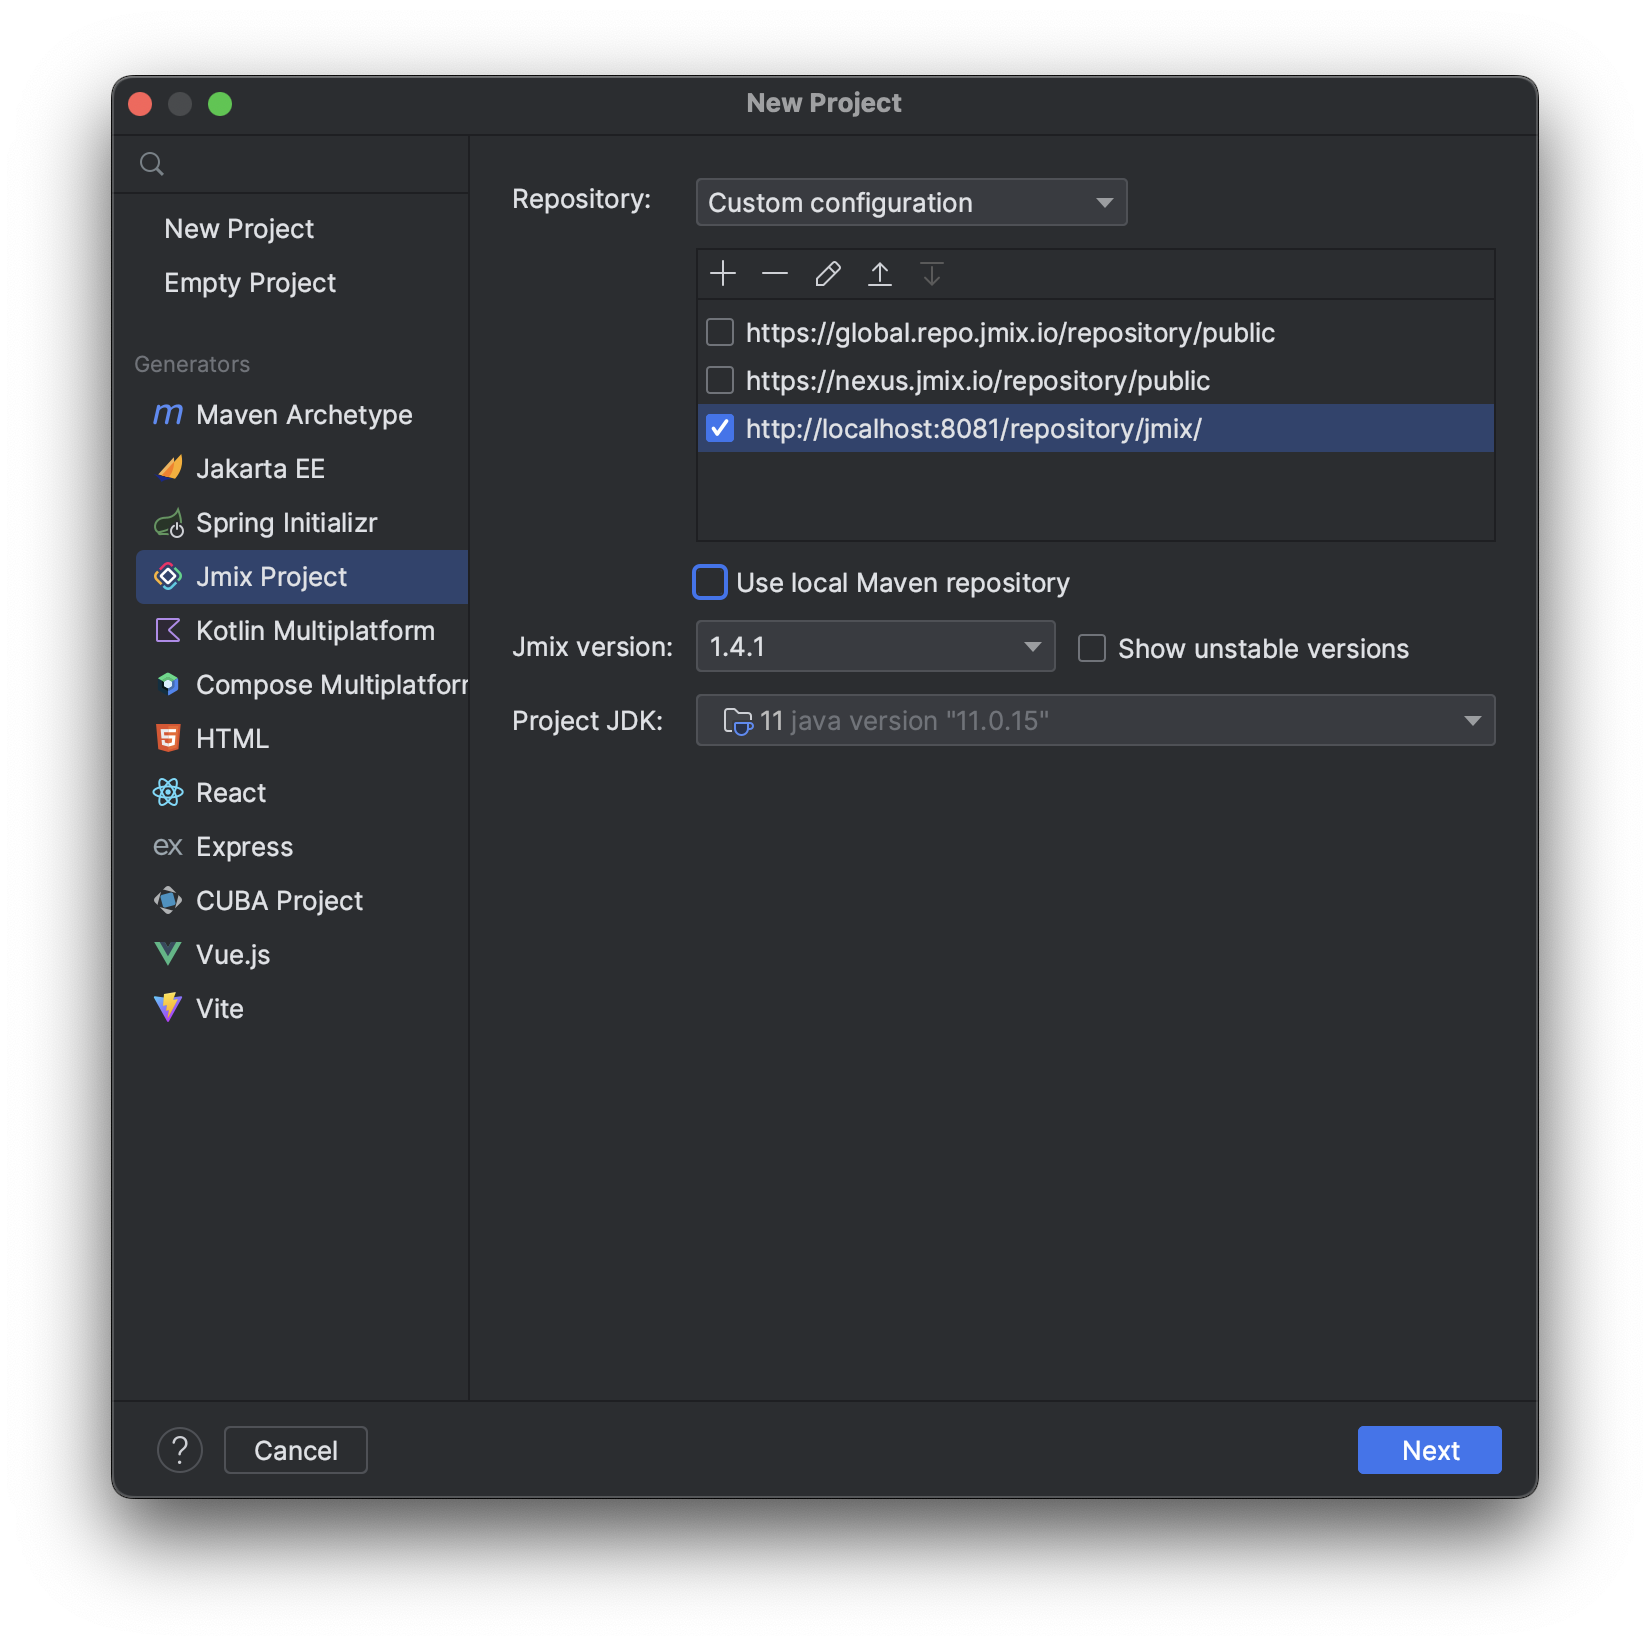 New Project
New Project
Empty Project
Generators
m Maven Archetype
Jakarta EE
Spring Initializr
Jmix Project
Kotlin Multiplatform
Compose Multiplatfor
5 HTML
React
ex Express
CUBA Project
Vue.js
Vite
Repository: Custom configuration
https://global.repo.jmix.io/repository/public
https://nexus.jmix.io/repository/public
http://localhost:8081/repository/jmix/
Use local Maven repository
Jmix version: 1.4.1 Show unstable versions
Project JDK: 11 java version "11.0.15"
? Cancel Next